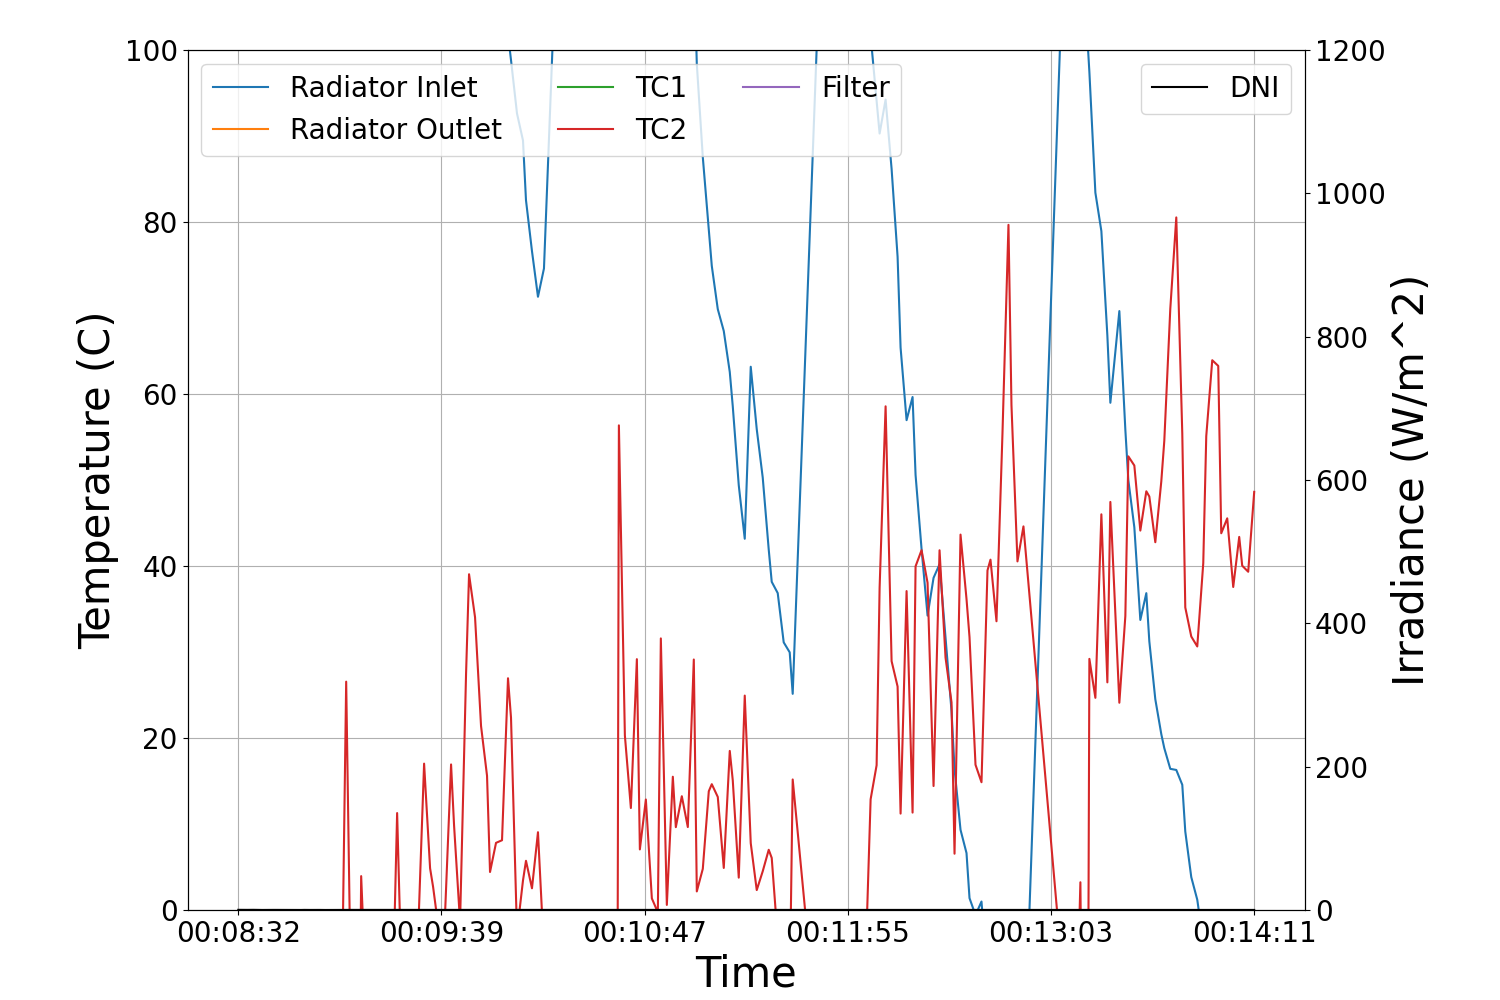 100
80
60
40
20
0
Temperature (C)
Radiator Inlet
Radiator Outlet
TC1
TC2
Filter
DNI
1200
1000
800
600
400
200
0
Irradiance (W/m^2)
00:08:32 00:09:39 00:10:47 00:11:55 00:13:03 00:14:11
Time